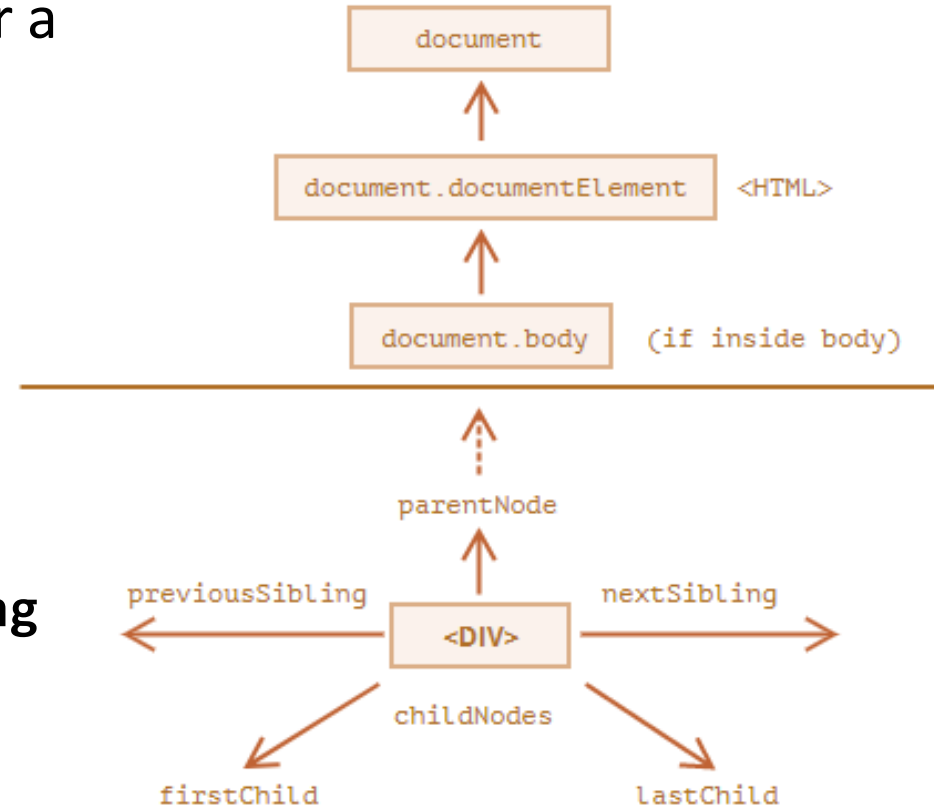 r a
document
document.documentElement <HTML>
document.body (if inside body)
parentNode
previousSibling nextSibling
ng
<DIV>
childNodes
firstChild lastChild